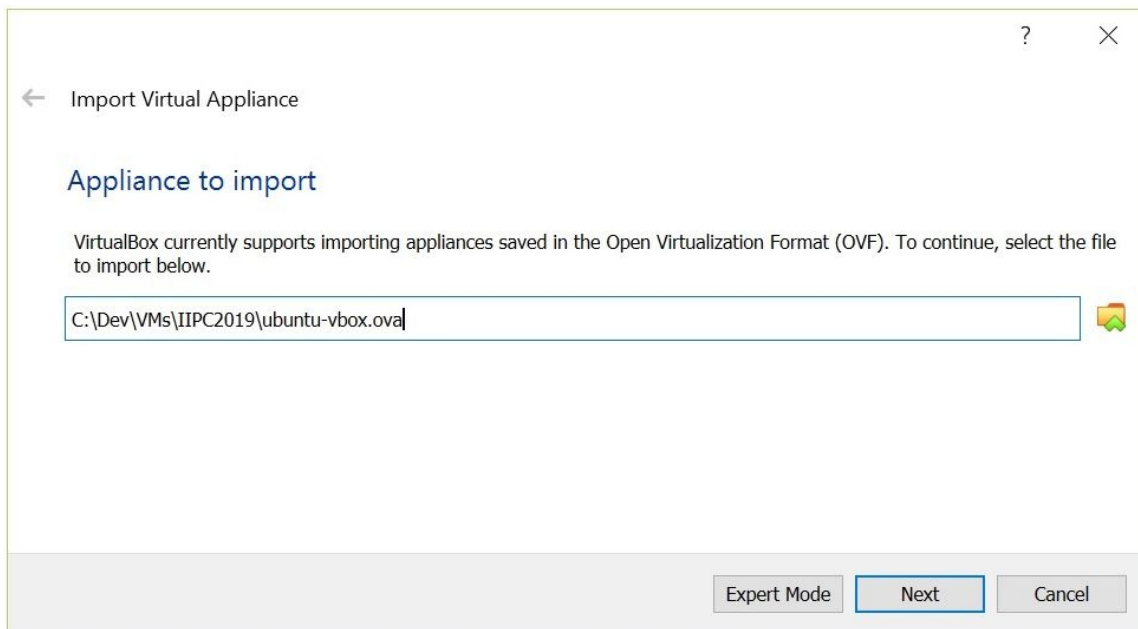 ?
Import Virtual Appliance
Appliance to import
VirtualBox currently supports importing appliances saved in the Open Virtualization Format (OVF). To continue, select the file
to import below.
C:\Dev\VMs\IIPC2019\ubuntu-vbox.ova
Expert Mode Next Cancel